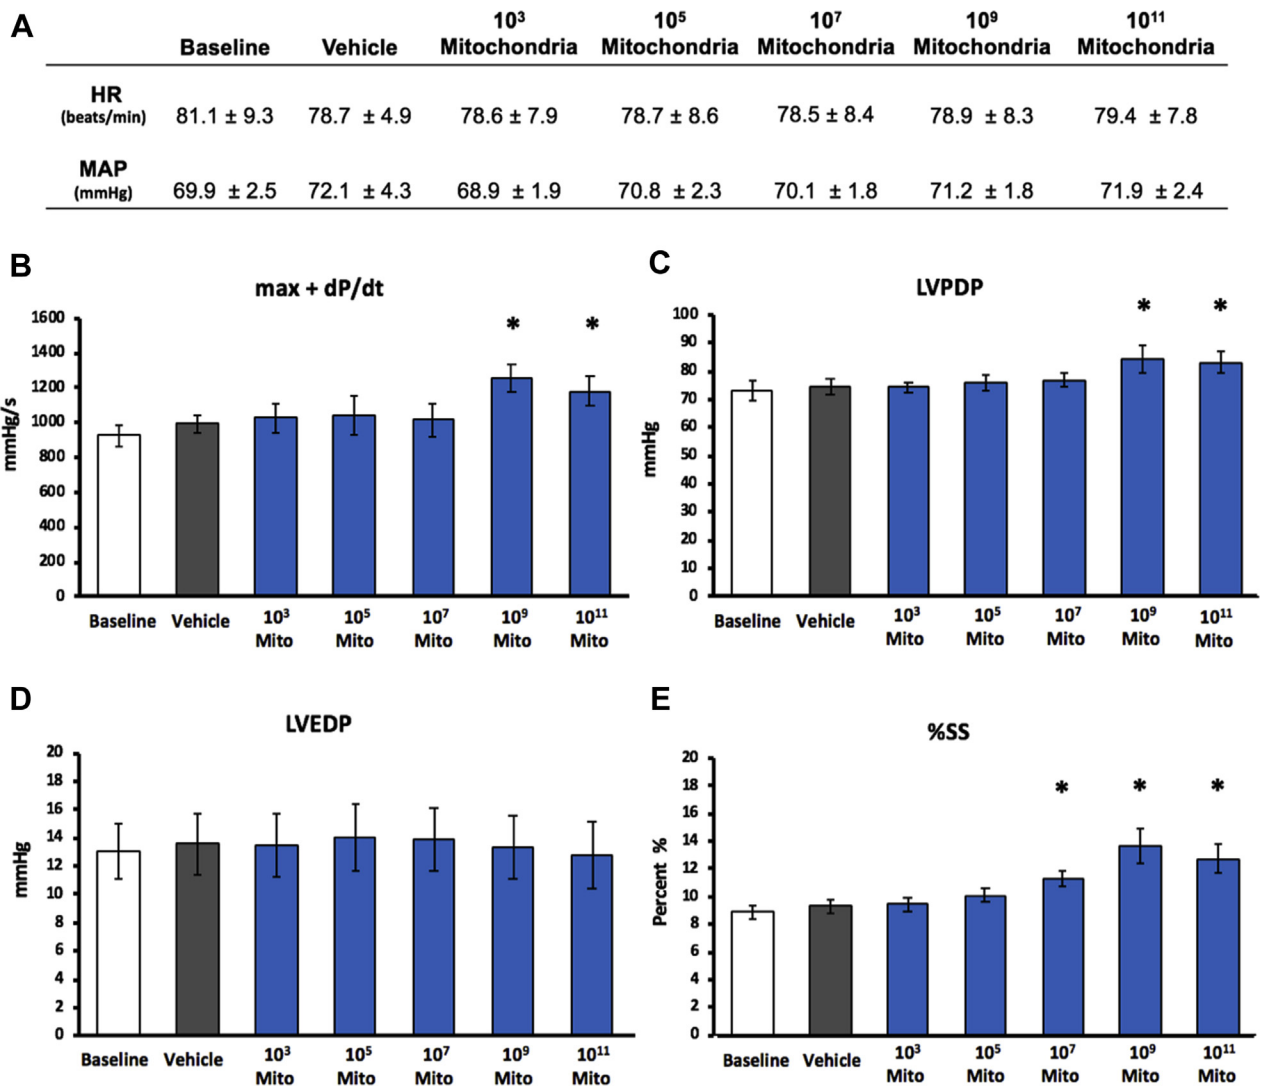 A
Baseline Vehicle 10³ Mitochondria 10⁵ Mitochondria 10⁷ Mitochondria 10⁹ Mitochondria 10¹¹ Mitochondria
HR (beats/min) 81.1 ± 9.3 78.7 ± 4.9 78.6 ± 7.9 78.7 ± 8.6 78.5 ± 8.4 78.9 ± 8.3 79.4 ± 7.8
MAP (mmHg) 69.9 ± 2.5 72.1 ± 4.3 68.9 ± 1.9 70.8 ± 2.3 70.1 ± 1.8 71.2 ± 1.8 71.9 ± 2.4
B
max + dP/dt
mmHg/s
1600
1400
1200
1000
800
600
400
200
0
* *
Baseline Vehicle 10³ 10⁵ 10⁷ 10⁹ 10¹¹
Mito Mito Mito Mito Mito
C
LVPDP
mmHg
100
90
80
70
60
50
40
30
20
10
0
* *
Baseline Vehicle 10³ 10⁵ 10⁷ 10⁹ 10¹¹
Mito Mito Mito Mito Mito
D
LVEDP
mmHg
20
18
16
14
12
10
8
6
4
2
0
Baseline Vehicle 10³ 10⁵ 10⁷ 10⁹ 10¹¹
Mito Mito Mito Mito Mito
E
%SS
Percent %
20
18
16
14
12
10
8
6
4
2
0
* * *
Baseline Vehicle 10³ 10⁵ 10⁷ 10⁹ 10¹¹
Mito Mito Mito Mito Mito